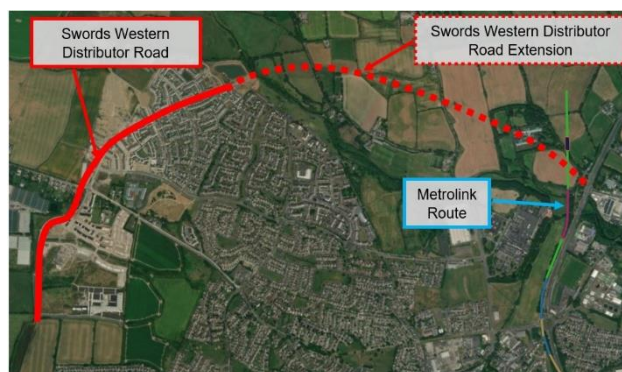 Swords Western
Distributor Road
Swords Western Distributor
Road Extension
Metrolink
Route